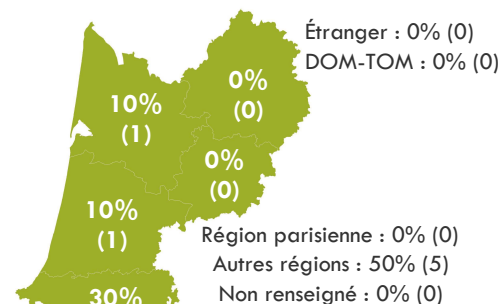 Étranger : 0% (0)
DOM-TOM : 0% (0)
0%
(0)
10%
(1)
0%
(0)
10%
(1)
Région parisienne : 0% (0)
Autres régions : 50% (5)
Non renseigné : 0% (0)
30%